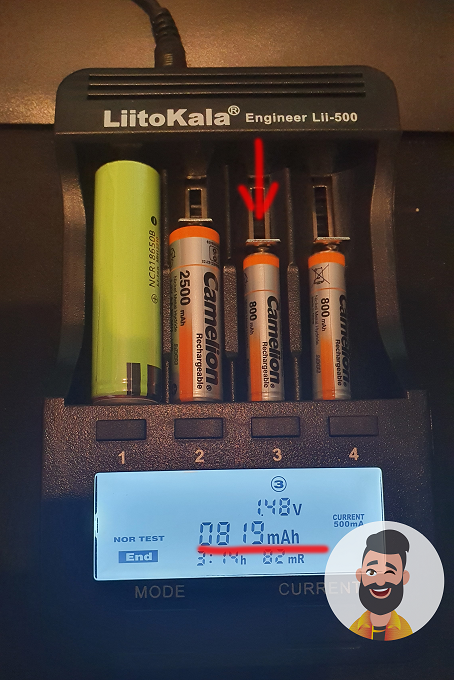 LiitoKala® Engineer Lii-500
NCR18650B
2500 mAh
Camelion
Rechargeable
800 mAh
Camelion
Rechargeable
800 mAh
Camelion
Rechargeable
1 2 3 4
3
1.48V
NOR TEST
0819mAh
CURRENT
500mA
End
3:14h 82mR
MODE CURRENT